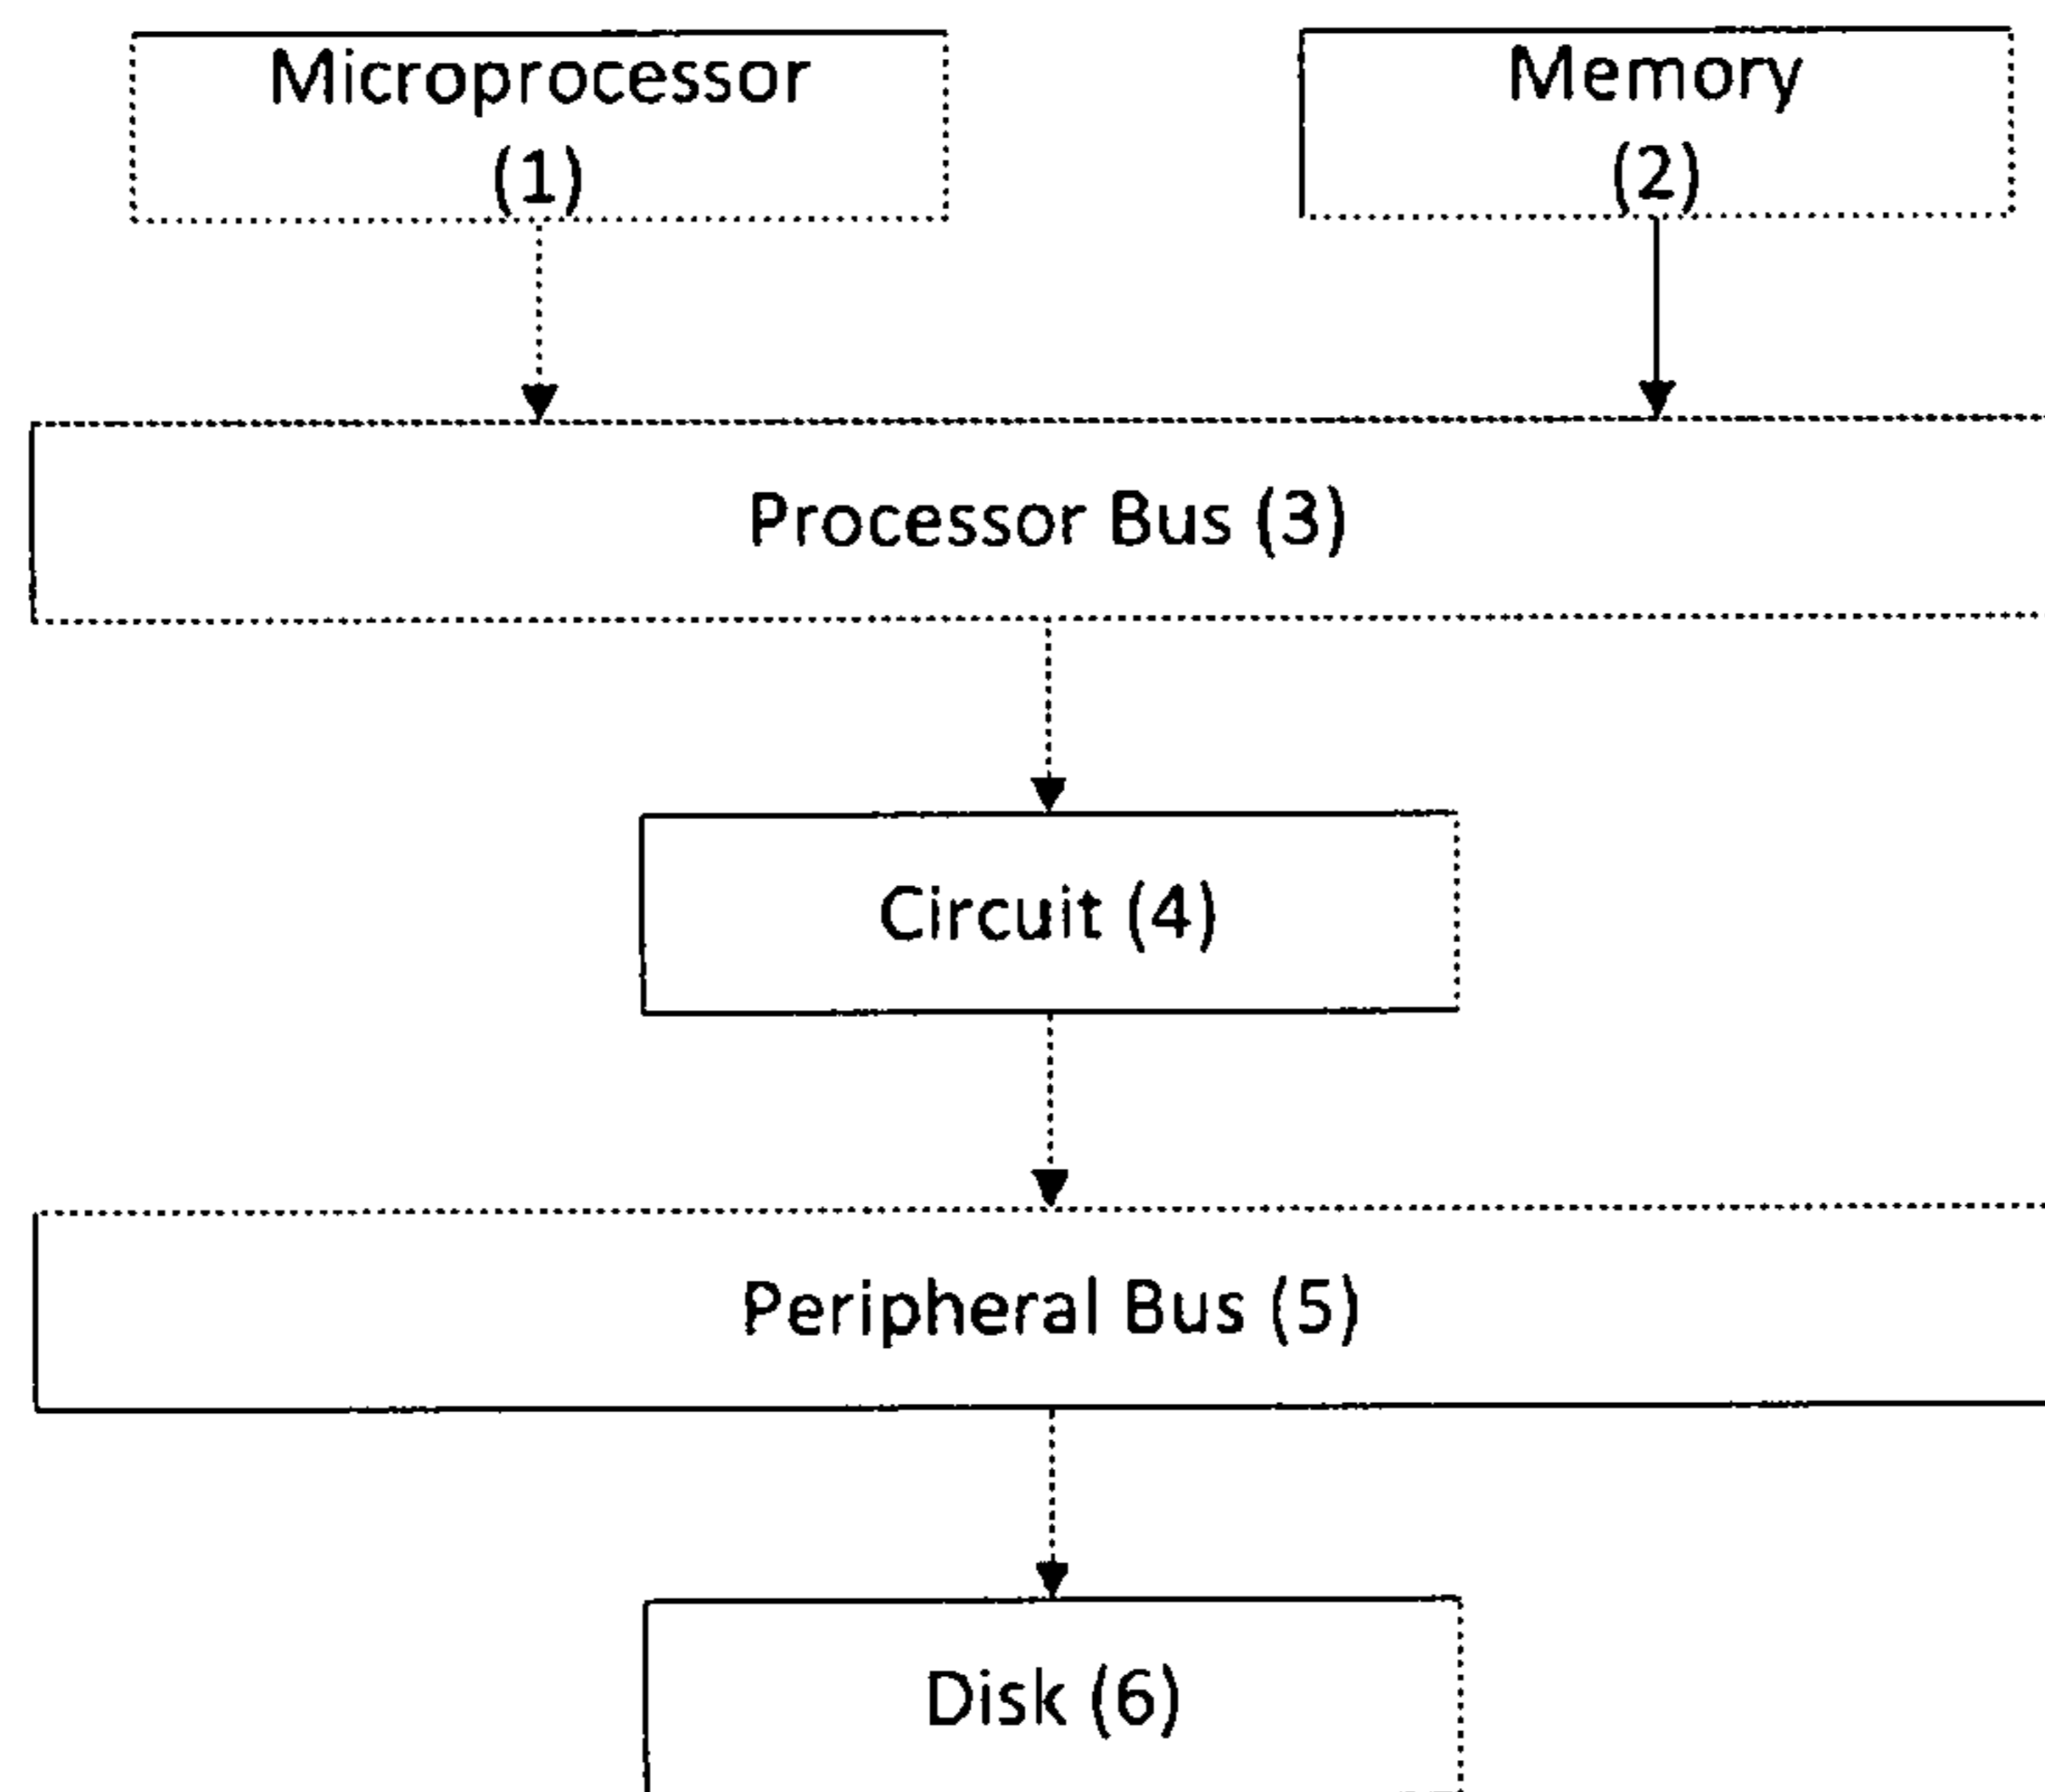 Microprocessor
(1)
Memory
(2)
Processor Bus (3)
Circuit (4)
Peripheral Bus (5)
Disk (6)